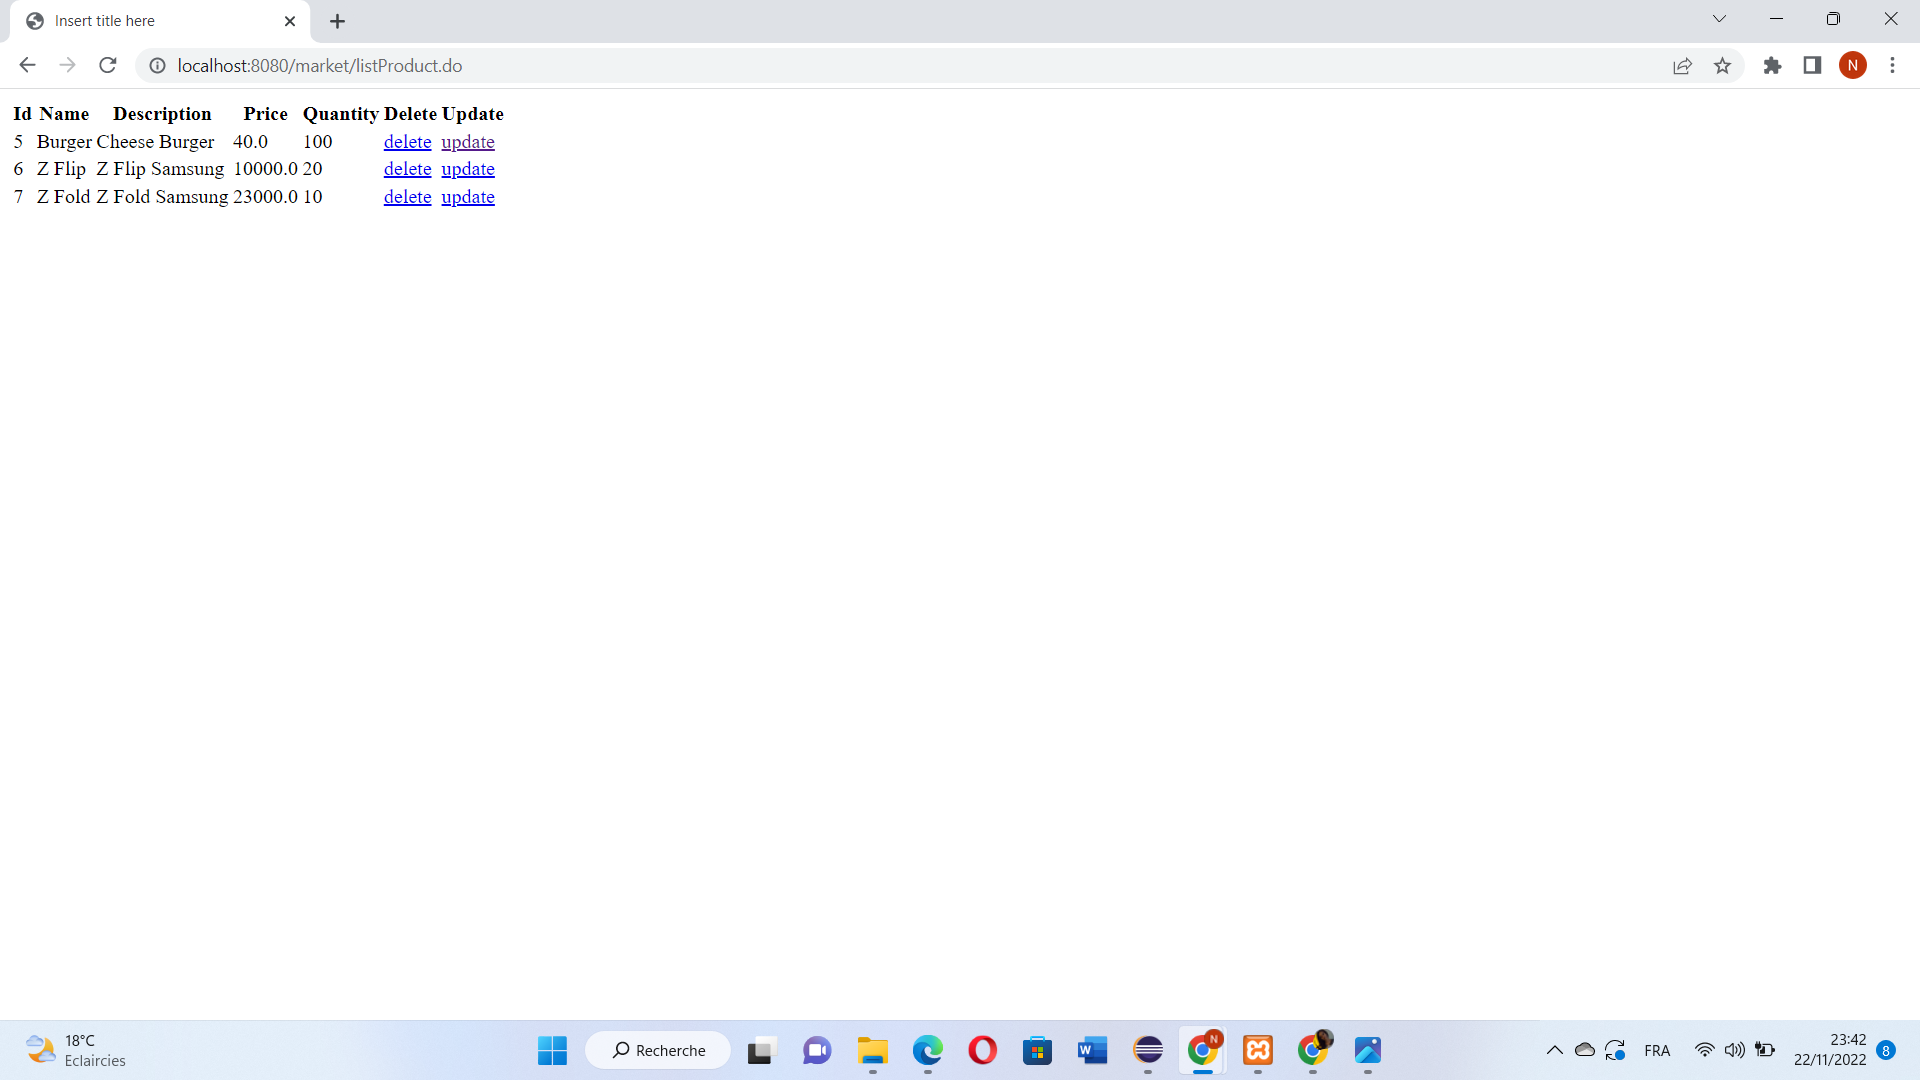 Insert title here
localhost:8080/market/listProduct.do
N
Id Name Description Price Quantity Delete Update
5 Burger Cheese Burger 40.0 100 delete update
6 Z Flip Z Flip Samsung 10000.0 20 delete update
7 Z Fold Z Fold Samsung 23000.0 10 delete update
18°C
Eclaircies
Recherche
W
N
FRA
23:42
22/11/2022
8